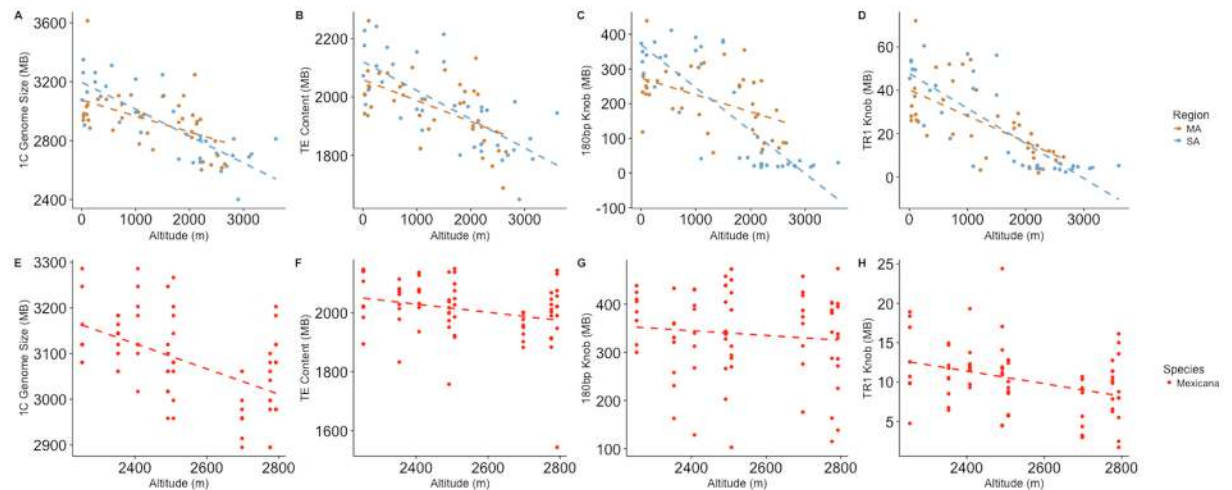 A
B
C
D
3600
3200
2800
2400
1C Genome Size (MB)
0 1000 2000 3000
Altitude (m)
2200
2000
1800
TE Content (MB)
0 1000 2000 3000
Altitude (m)
400
300
200
100
0
-100
180bp Knob (MB)
0 1000 2000 3000
Altitude (m)
60
40
20
0
TR1 Knob (MB)
0 1000 2000 3000
Altitude (m)
Region
MA
SA
E
F
G
H
3300
3200
3100
3000
2900
1C Genome Size (MB)
2400 2600 2800
Altitude (m)
2000
1800
1600
TE Content (MB)
2400 2600 2800
Altitude (m)
400
300
200
100
180bp Knob (MB)
2400 2600 2800
Altitude (m)
25
20
15
10
5
TR1 Knob (MB)
2400 2600 2800
Altitude (m)
Species
Mexicana